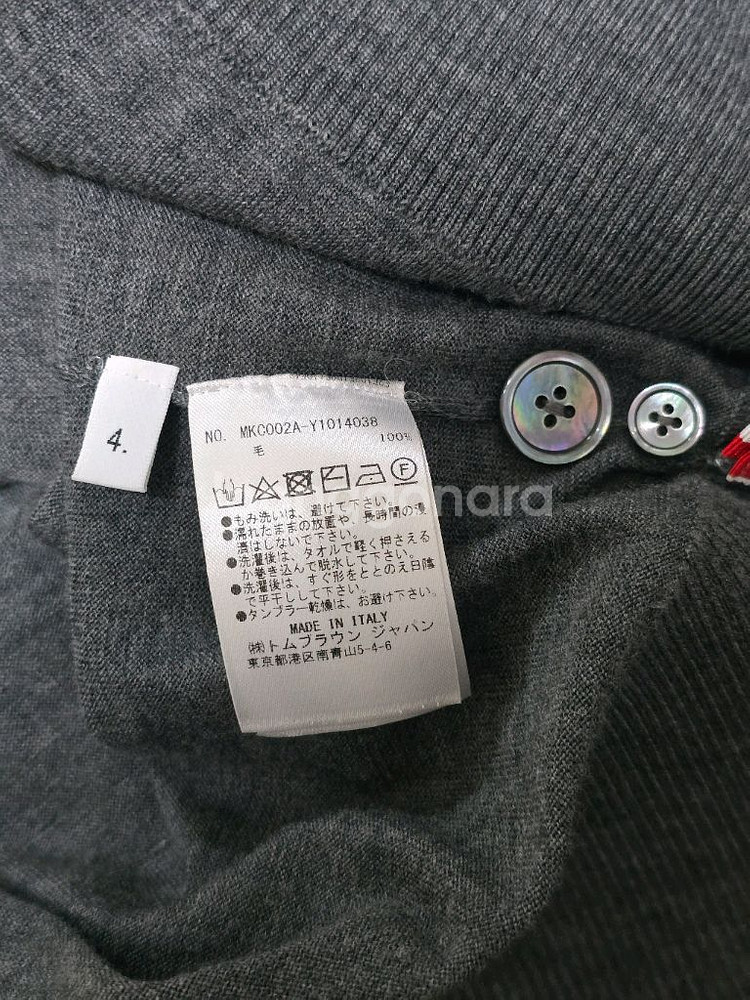 4.
NO. MKC002A-Y1014038
毛 100%
F
●もみ洗いは、避けて下さい。
●濡れたままの放置や、長時間の浸
漬はしないで下さい。
●洗濯後は、タオルで軽く押さえる
か巻き込んで脱水して下さい。
●洗濯後は、すぐ形をととのえ日陰
で平干しして下さい。
●タンブラー乾燥は、お避け下さい。
MADE IN ITALY
㈱トムブラウン ジャパン
東京都港区南青山5-4-6